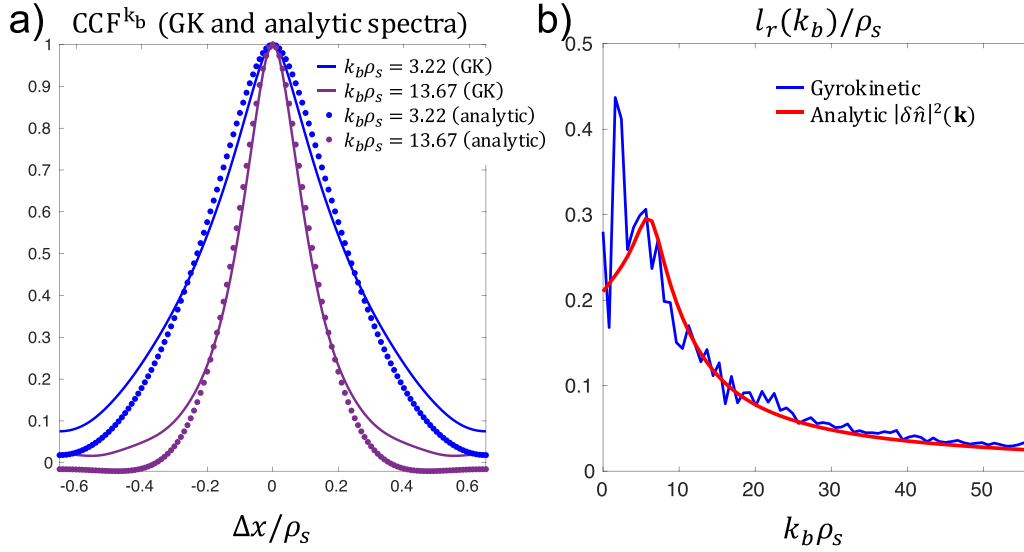 a)
CCF^{k_b} (GK and analytic spectra)
1
0.9
0.8
0.7
0.6
0.5
0.4
0.3
0.2
0.1
0
-0.6
-0.4
-0.2
0
0.2
0.4
0.6
Δx/ρ_s
k_bρ_s = 3.22 (GK)
k_bρ_s = 13.67 (GK)
k_bρ_s = 3.22 (analytic)
k_bρ_s = 13.67 (analytic)
b)
l_r(k_b)/ρ_s
0.5
0.4
0.3
0.2
0.1
0
0
10
20
30
40
50
k_bρ_s
Gyrokinetic
Analytic |δn̂|²(𝐤)